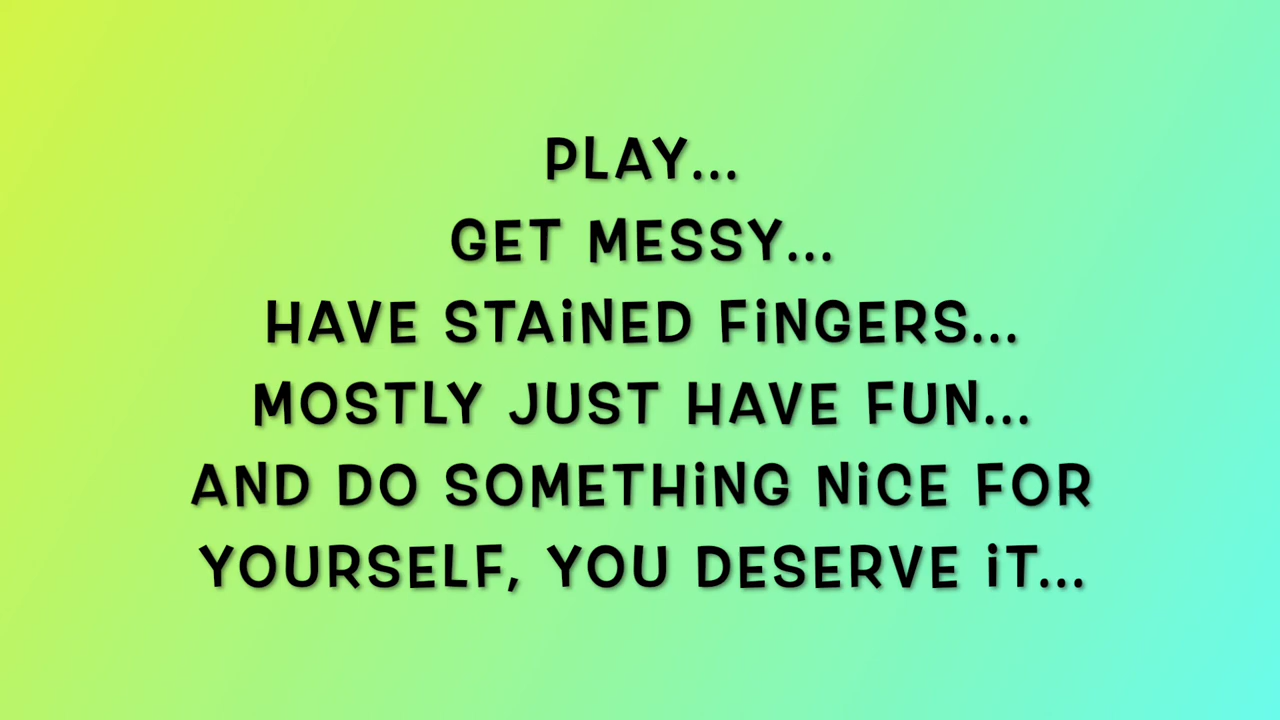 PLAY...
GET MESSY...
HAVE STAiNED FiNGERS...
MOSTLY JUST HAVE FUN...
AND DO SOMETHiNG NiCE FOR
YOURSELF, YOU DESERVE iT...